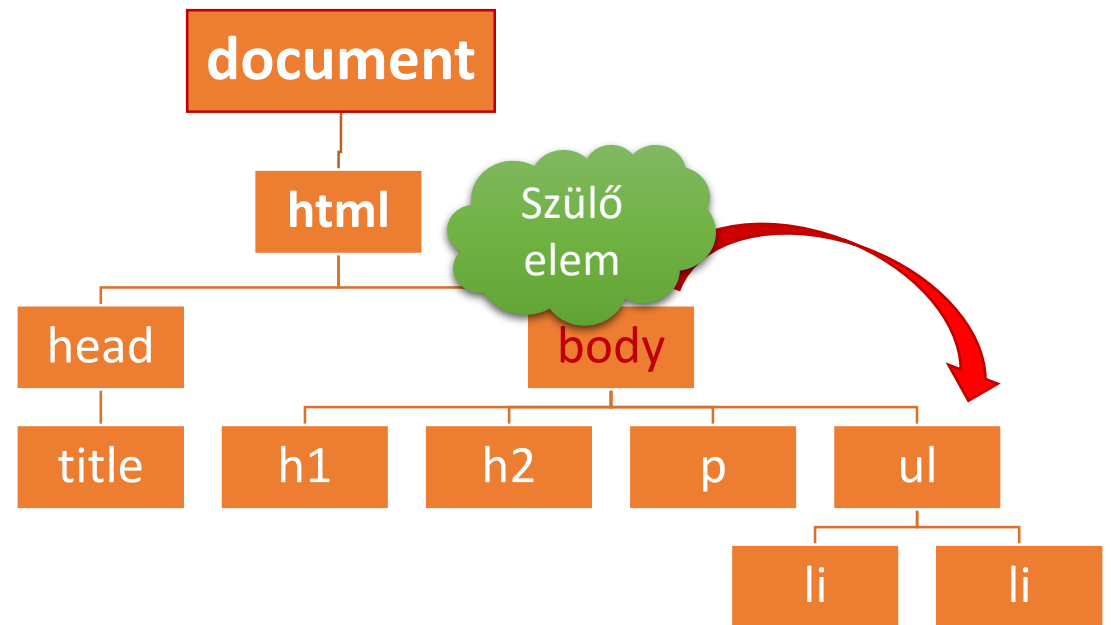 document
html
Szülő
elem
head
body
title
h1
h2
p
ul
li
li